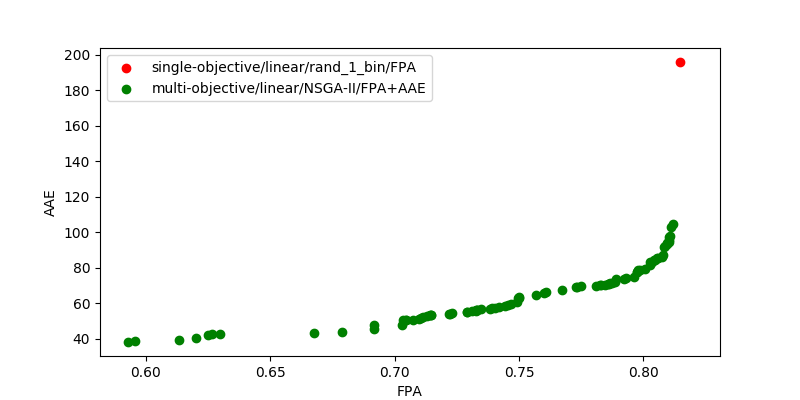 single-objective/linear/rand_1_bin/FPA
multi-objective/linear/NSGA-II/FPA+AAE
200
180
160
140
120
100
80
60
40
AAE
0.60 0.65 0.70 0.75 0.80
FPA